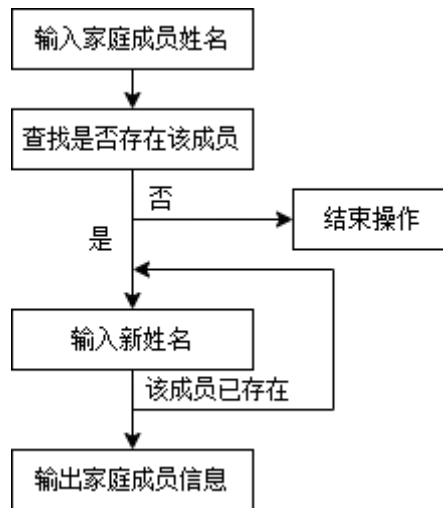 输入家庭成员姓名
查找是否存在该成员
否
结束操作
是
输入新姓名
该成员已存在
输出家庭成员信息